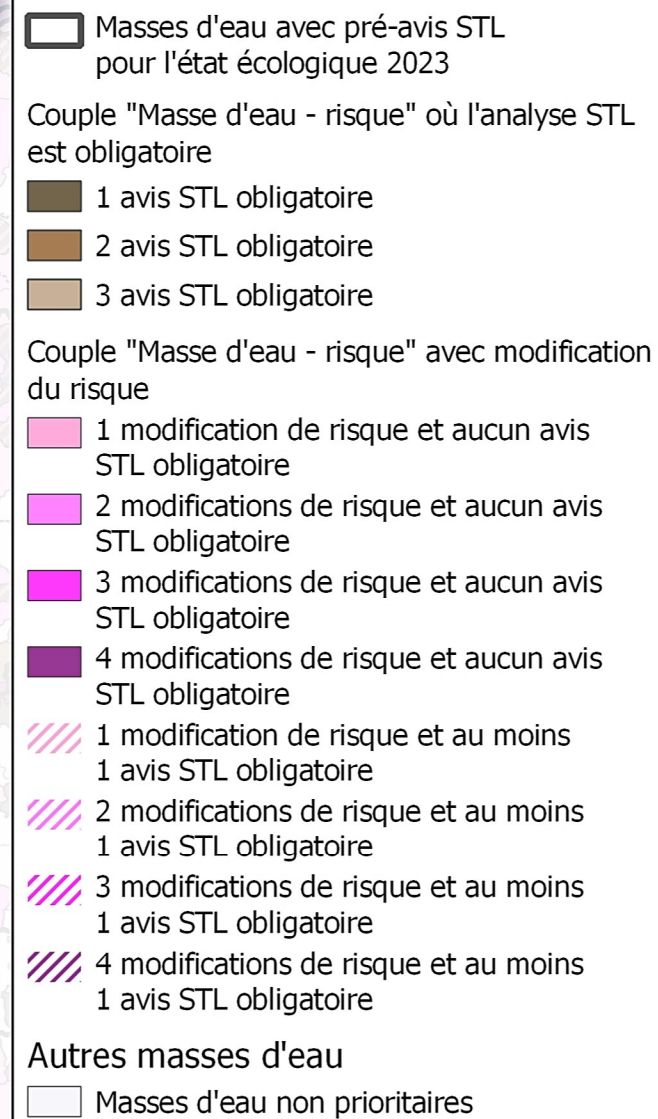 Masses d'eau avec pré-avis STL
pour l'état écologique 2023
Couple "Masse d'eau - risque" où l'analyse STL
est obligatoire
1 avis STL obligatoire
2 avis STL obligatoire
3 avis STL obligatoire
Couple "Masse d'eau - risque" avec modification
du risque
1 modification de risque et aucun avis
STL obligatoire
2 modifications de risque et aucun avis
STL obligatoire
3 modifications de risque et aucun avis
STL obligatoire
4 modifications de risque et aucun avis
STL obligatoire
1 modification de risque et au moins
1 avis STL obligatoire
2 modifications de risque et au moins
1 avis STL obligatoire
3 modifications de risque et au moins
1 avis STL obligatoire
4 modifications de risque et au moins
1 avis STL obligatoire
Autres masses d'eau
Masses d'eau non prioritaires